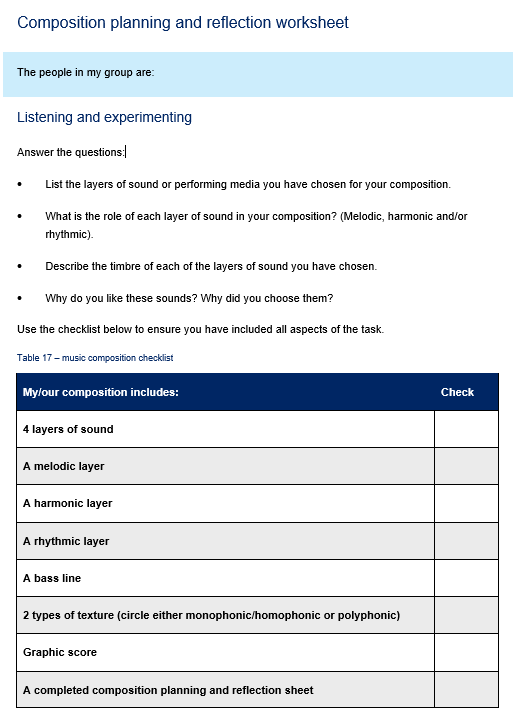 Composition planning and reflection worksheet
The people in my group are:
Listening and experimenting
Answer the questions:
• List the layers of sound or performing media you have chosen for your composition.
• What is the role of each layer of sound in your composition? (Melodic, harmonic and/or
rhythmic).
• Describe the timbre of each of the layers of sound you have chosen.
• Why do you like these sounds? Why did you choose them?
Use the checklist below to ensure you have included all aspects of the task.
Table 17 – music composition checklist
My/our composition includes: Check
4 layers of sound
A melodic layer
A harmonic layer
A rhythmic layer
A bass line
2 types of texture (circle either monophonic/homophonic or polyphonic)
Graphic score
A completed composition planning and reflection sheet